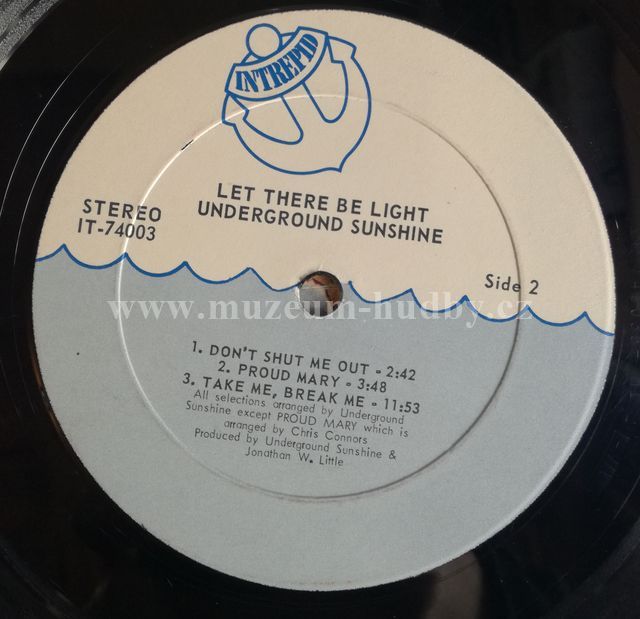 INTREPID
LET THERE BE LIGHT
UNDERGROUND SUNSHINE
STEREO
IT-74003
Side 2
www.muzeum-hudby.cz
1. DON'T SHUT ME OUT - 2:42
2. PROUD MARY - 3:48
3. TAKE ME, BREAK ME - 11:53
All selections arranged by Underground
Sunshine except PROUD MARY which is
arranged by Chris Connors
Produced by Underground Sunshine &
Jonathan W. Little